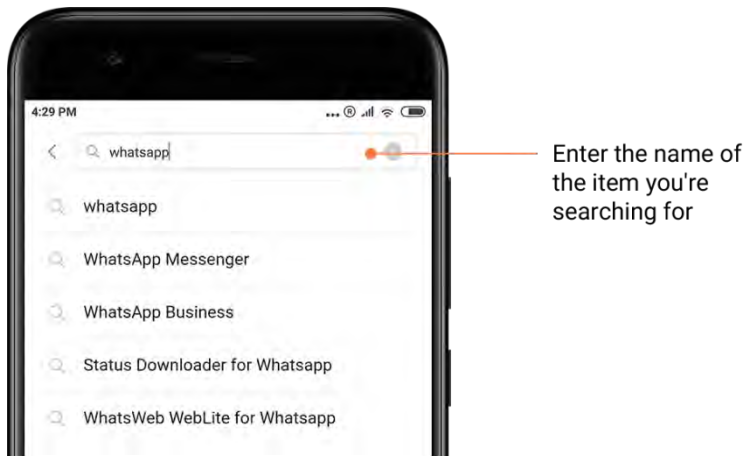 4:29 PM
whatsapp
Enter the name of
the item you're
searching for
whatsapp
WhatsApp Messenger
WhatsApp Business
Status Downloader for Whatsapp
WhatsWeb WebLite for Whatsapp